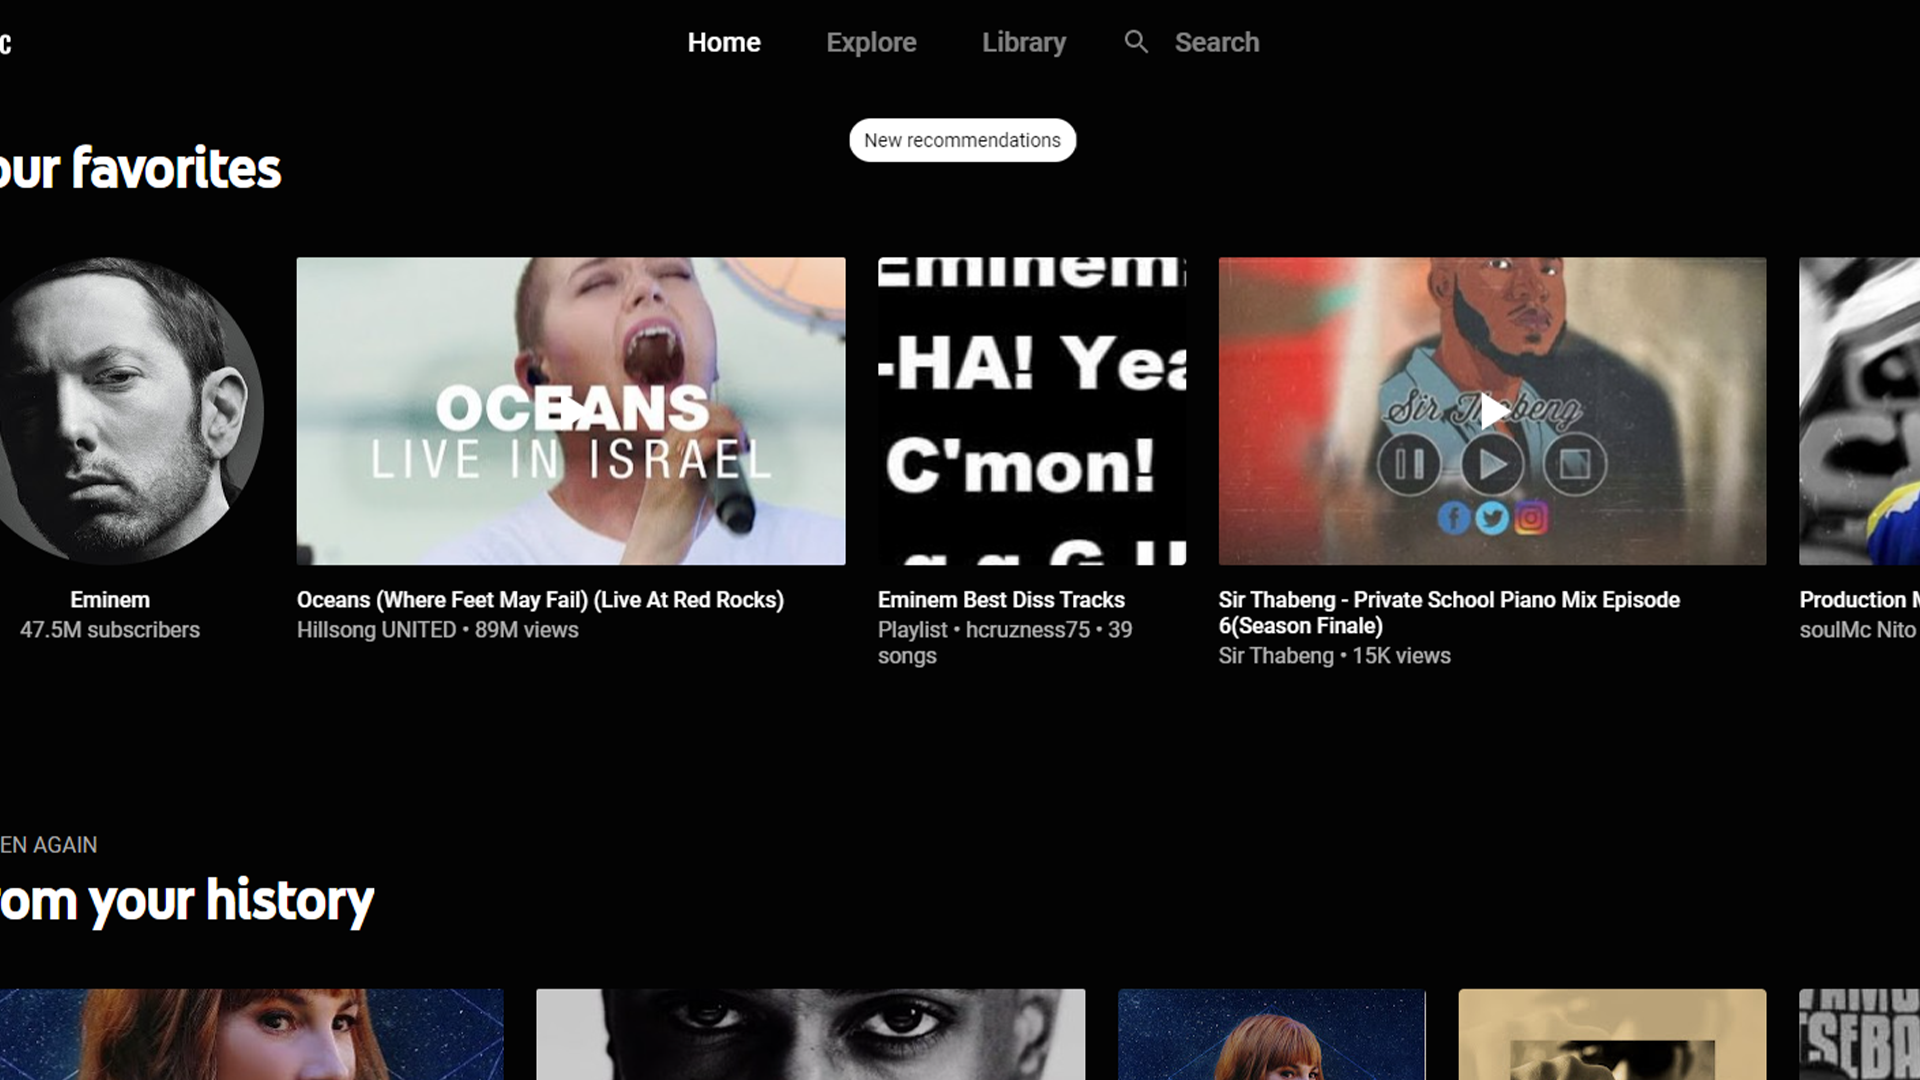 c
Home
Explore
Library
Search
New recommendations
our favorites
OCEANS
LIVE IN ISRAEL
Eminem
-HA! Yea
C'mon!
Sir Thabeng
Eminem
47.5M subscribers
Oceans (Where Feet May Fail) (Live At Red Rocks)
Hillsong UNITED • 89M views
Eminem Best Diss Tracks
Playlist • hcruzness75 • 39
songs
Sir Thabeng - Private School Piano Mix Episode
6(Season Finale)
Sir Thabeng • 15K views
Production
soulMc Nito
EN AGAIN
rom your history
SEBA